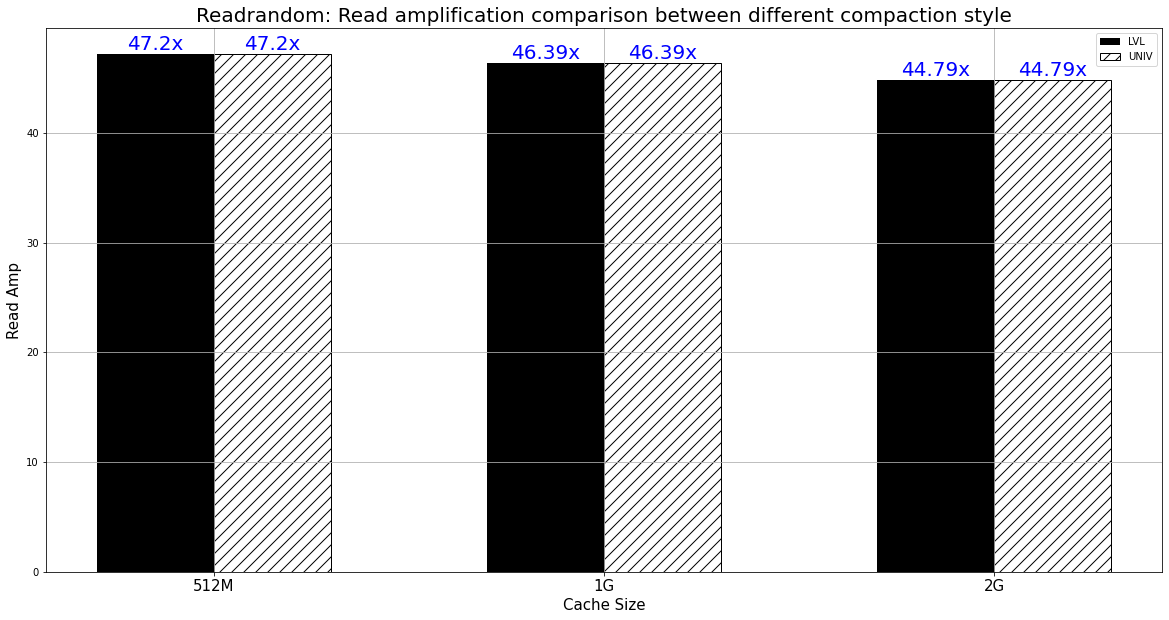 Readrandom: Read amplification comparison between different compaction style
47.2x 47.2x 46.39x 46.39x 44.79x 44.79x
LVL
UNIV
Read Amp
40
30
20
10
0
512M 1G 2G
Cache Size